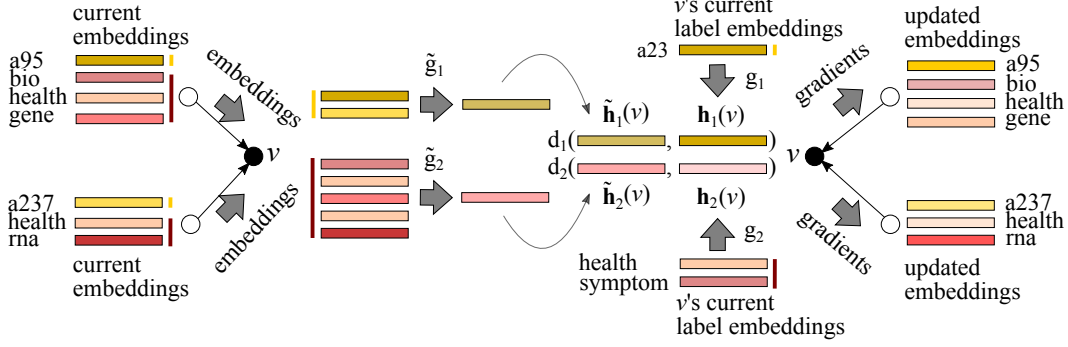 current
embeddings
a95
bio
health
gene
v
a237
health
rna
current
embeddings
embeddings
embeddings
g̃₁
g̃₂
v's current
label embeddings
a23
g₁
h̃₁(v)
h₁(v)
d₁( , )
d₂( , )
h̃₂(v)
h₂(v)
g₂
health
symptom
v's current
label embeddings
v
gradients
gradients
updated
embeddings
a95
bio
health
gene
a237
health
rna
updated
embeddings